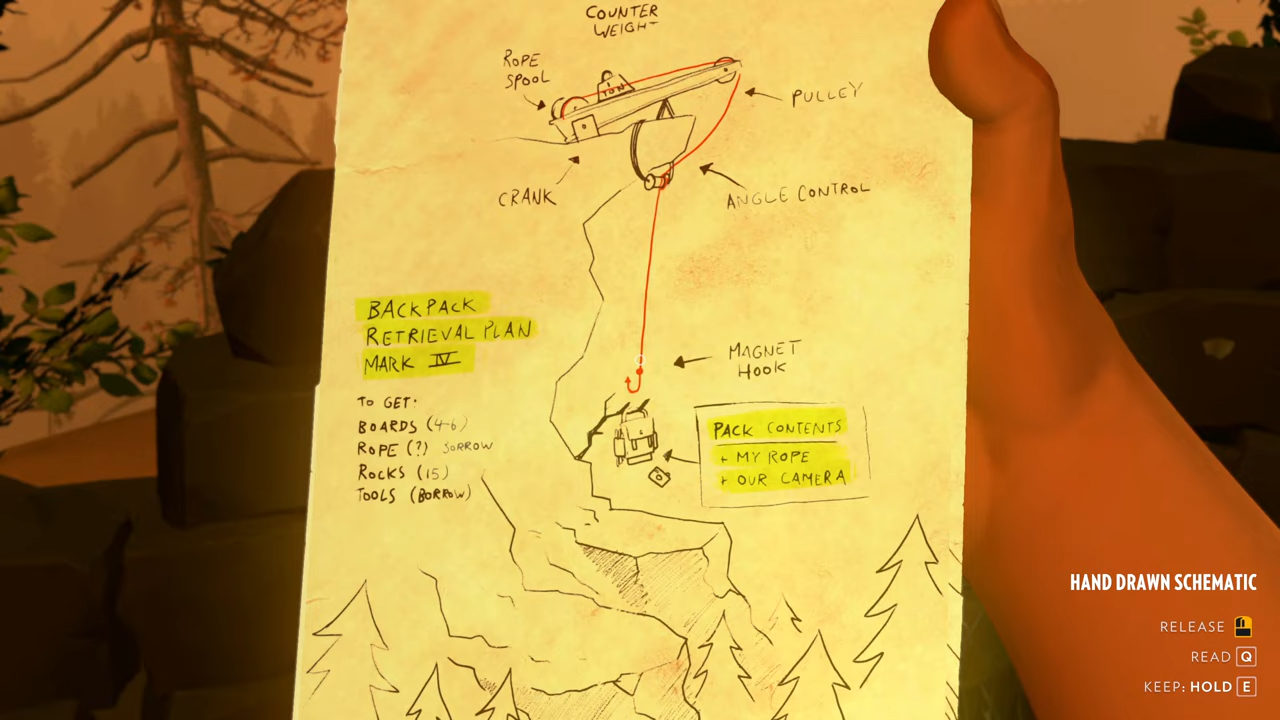 COUNTER
WEIGHT
ROPE
SPOOL
TON
PULLEY
CRANK
ANGLE CONTROL
BACKPACK
RETRIEVAL PLAN
MARK IV
MAGNET
HOOK
TO GET:
BOARDS (4-6)
ROPE (?) SORROW
ROCKS (15)
TOOLS (BORROW)
PACK CONTENTS
+ MY ROPE
+ OUR CAMERA
HAND DRAWN SCHEMATIC
RELEASE
READ Q
KEEP: HOLD E